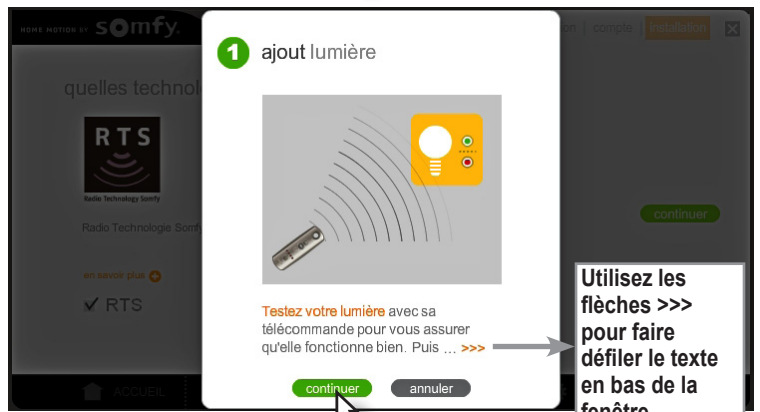 HOME MOTION BY somfy.
compte | installation
1 ajout lumière
quelles technol
RTS
Radio Technology Somfy
Radio Technologie Somfy
continuer
en savoir plus
RTS
Testez votre lumière avec sa
télécommande pour vous assurer
qu'elle fonctionne bien. Puis ... >>>
continuer annuler
ACCUEIL
Utilisez les
flèches >>>
pour faire
défiler le texte
en bas de la
fenêtre